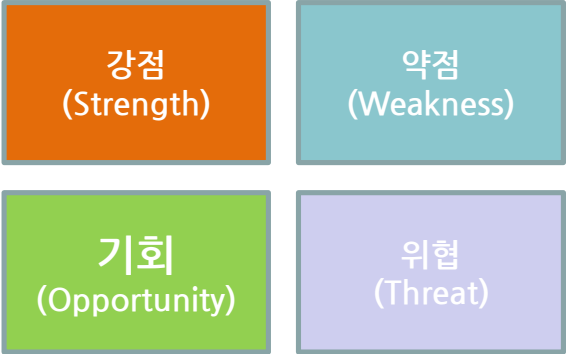 강점
(Strength)
약점
(Weakness)
기회
(Opportunity)
위협
(Threat)